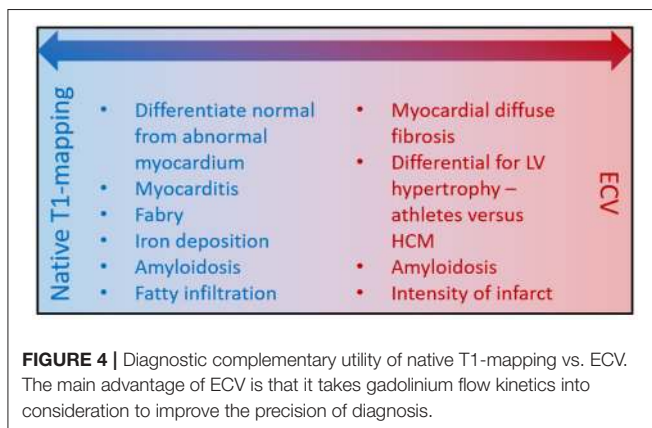 Native T1-mapping
• Differentiate normal
from abnormal
myocardium
• Myocarditis
• Fabry
• Iron deposition
• Amyloidosis
• Fatty infiltration
• Myocardial diffuse
fibrosis
• Differential for LV
hypertrophy –
athletes versus
HCM
• Amyloidosis
• Intensity of infarct
ECV
FIGURE 4 | Diagnostic complementary utility of native T1-mapping vs. ECV.
The main advantage of ECV is that it takes gadolinium flow kinetics into
consideration to improve the precision of diagnosis.